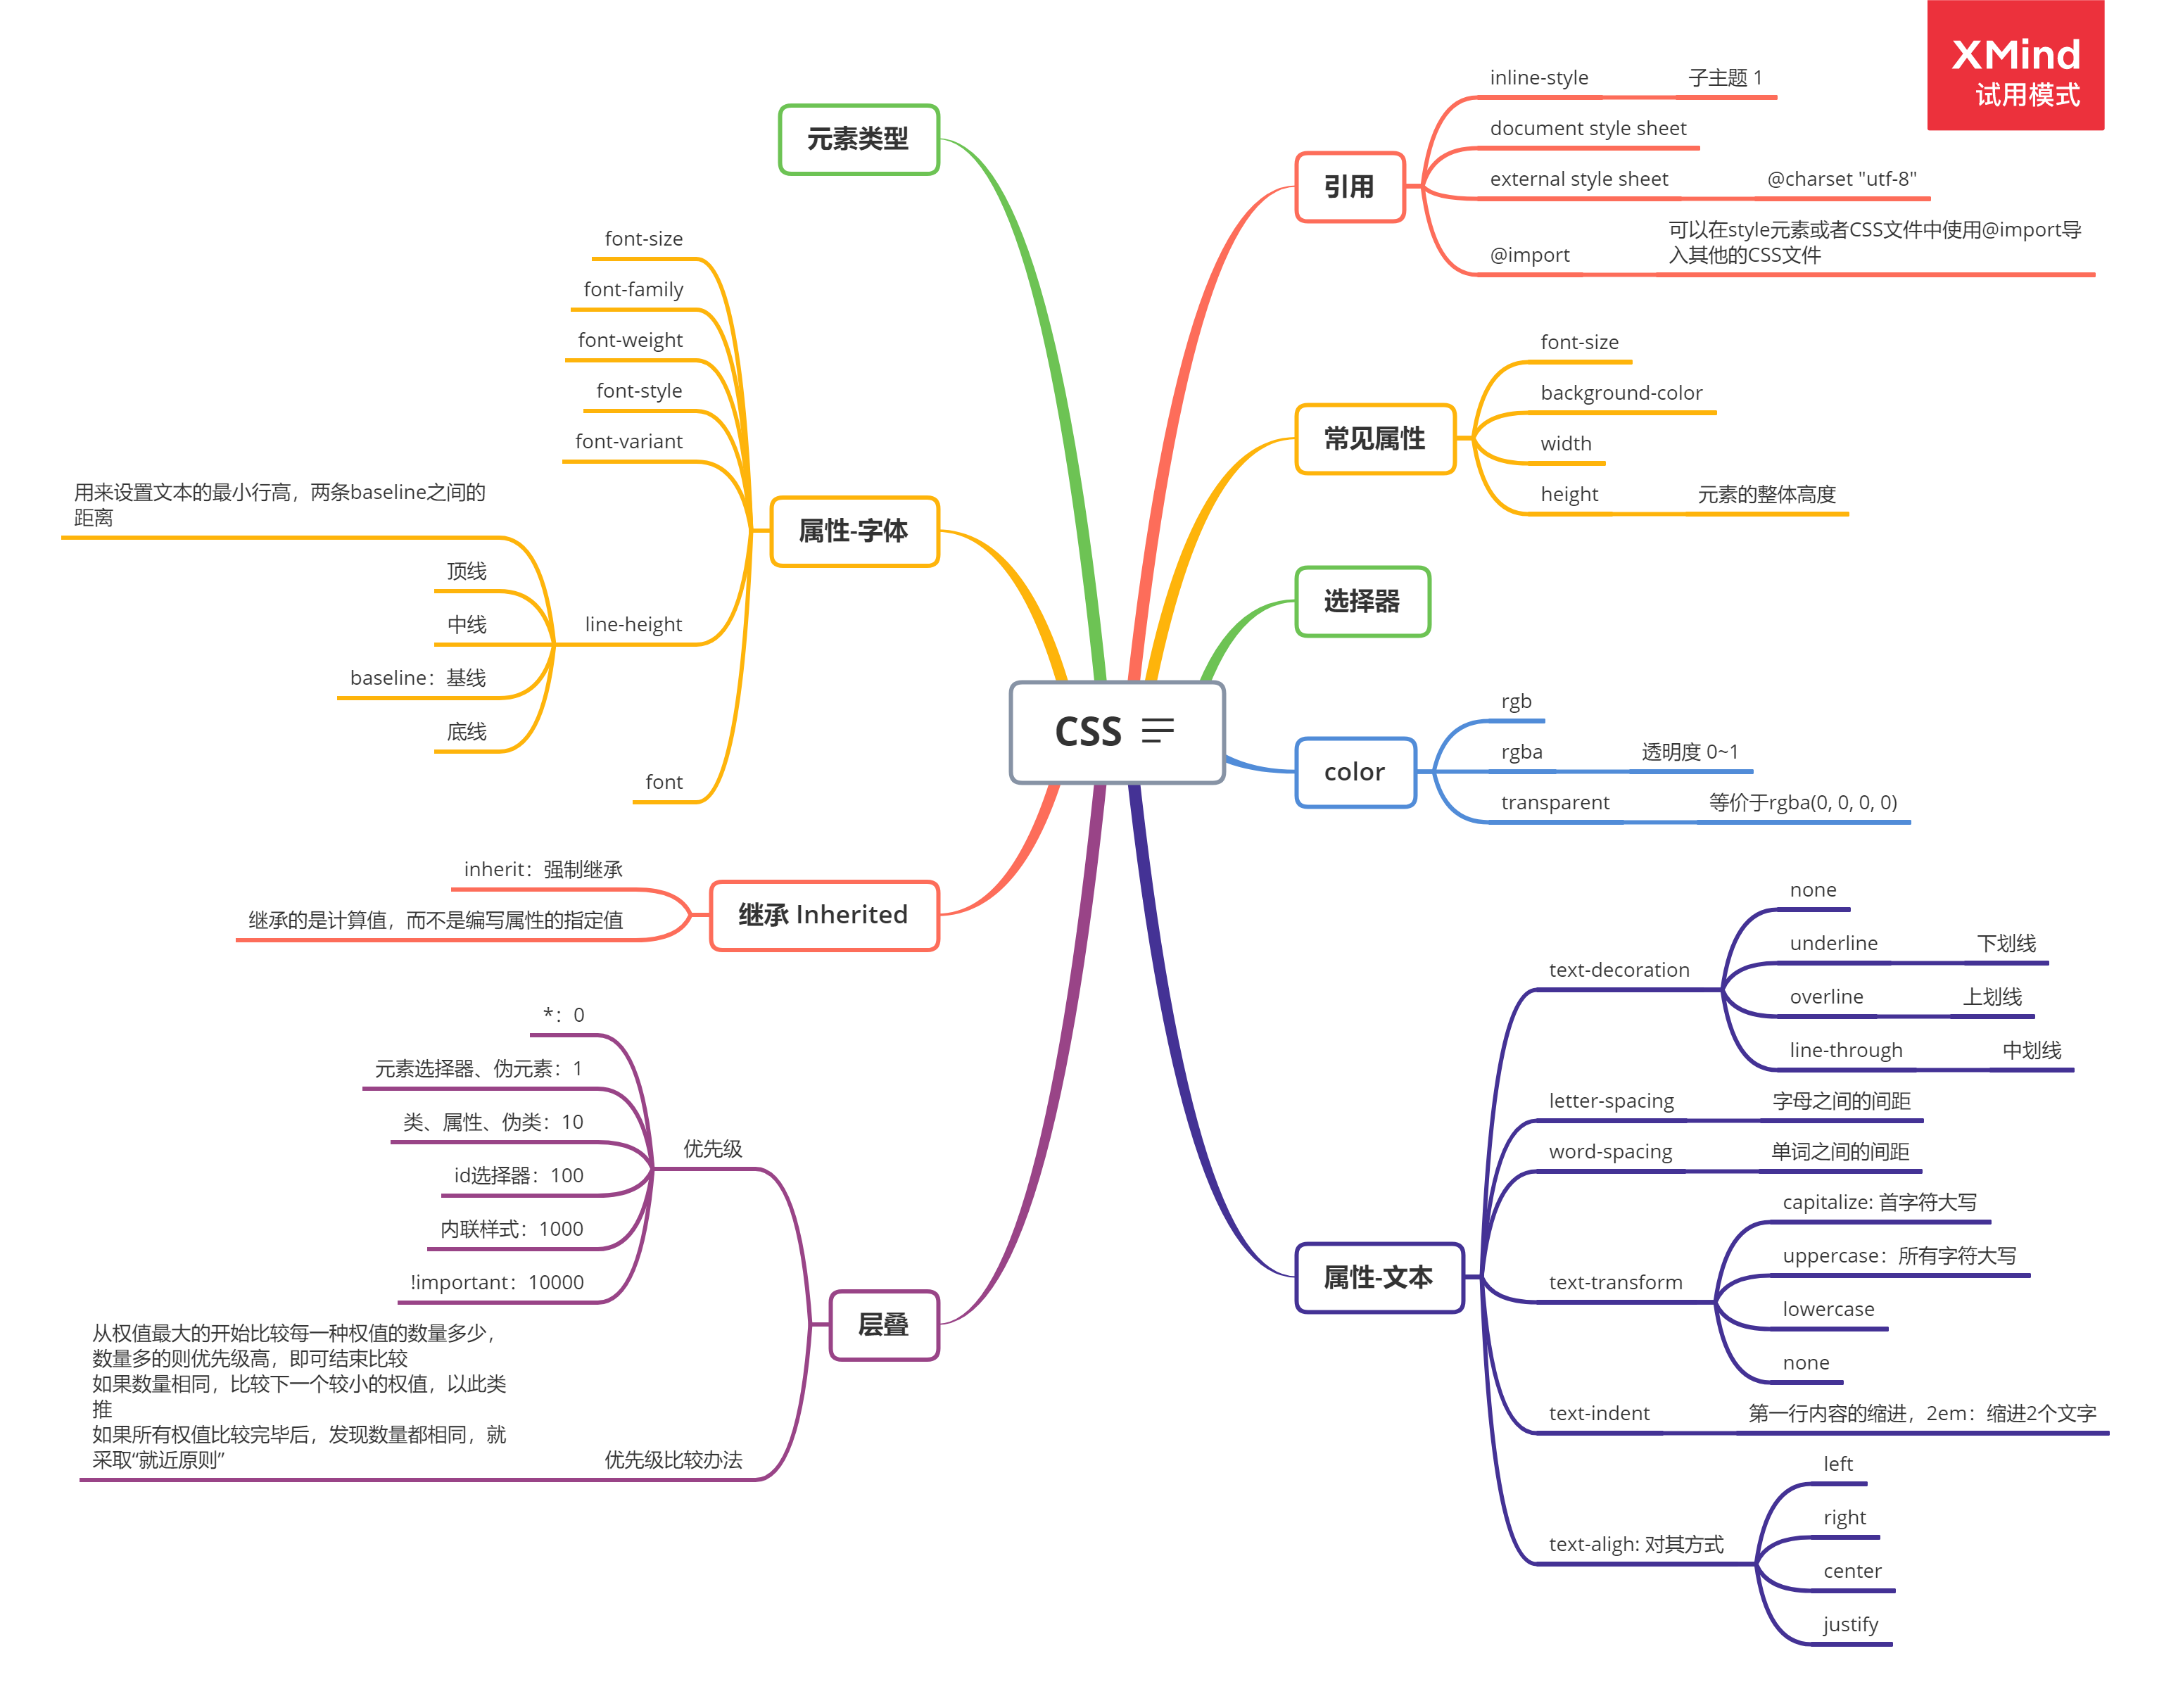 XMind
试用模式
CSS
引用
inline-style
子主题 1
document style sheet
external style sheet
@charset "utf-8"
@import
可以在style元素或者CSS文件中使用@import导
入其他的CSS文件
常见属性
font-size
background-color
width
height
元素的整体高度
选择器
color
rgb
rgba
透明度 0~1
transparent
等价于rgba(0, 0, 0, 0)
属性-文本
text-decoration
none
underline
下划线
overline
上划线
line-through
中划线
letter-spacing
字母之间的间距
word-spacing
单词之间的间距
text-transform
capitalize: 首字符大写
uppercase：所有字符大写
lowercase
none
text-indent
第一行内容的缩进，2em：缩进2个文字
text-aligh: 对其方式
left
right
center
justify
元素类型
属性-字体
font-size
font-family
font-weight
font-style
font-variant
line-height
用来设置文本的最小行高，两条baseline之间的
距离
顶线
中线
baseline：基线
底线
font
继承 Inherited
inherit：强制继承
继承的是计算值，而不是编写属性的指定值
层叠
优先级
*：0
元素选择器、伪元素：1
类、属性、伪类：10
id选择器：100
内联样式：1000
!important：10000
优先级比较办法
从权值最大的开始比较每一种权值的数量多少，
数量多的则优先级高，即可结束比较
如果数量相同，比较下一个较小的权值，以此类
推
如果所有权值比较完毕后，发现数量都相同，就
采取“就近原则”